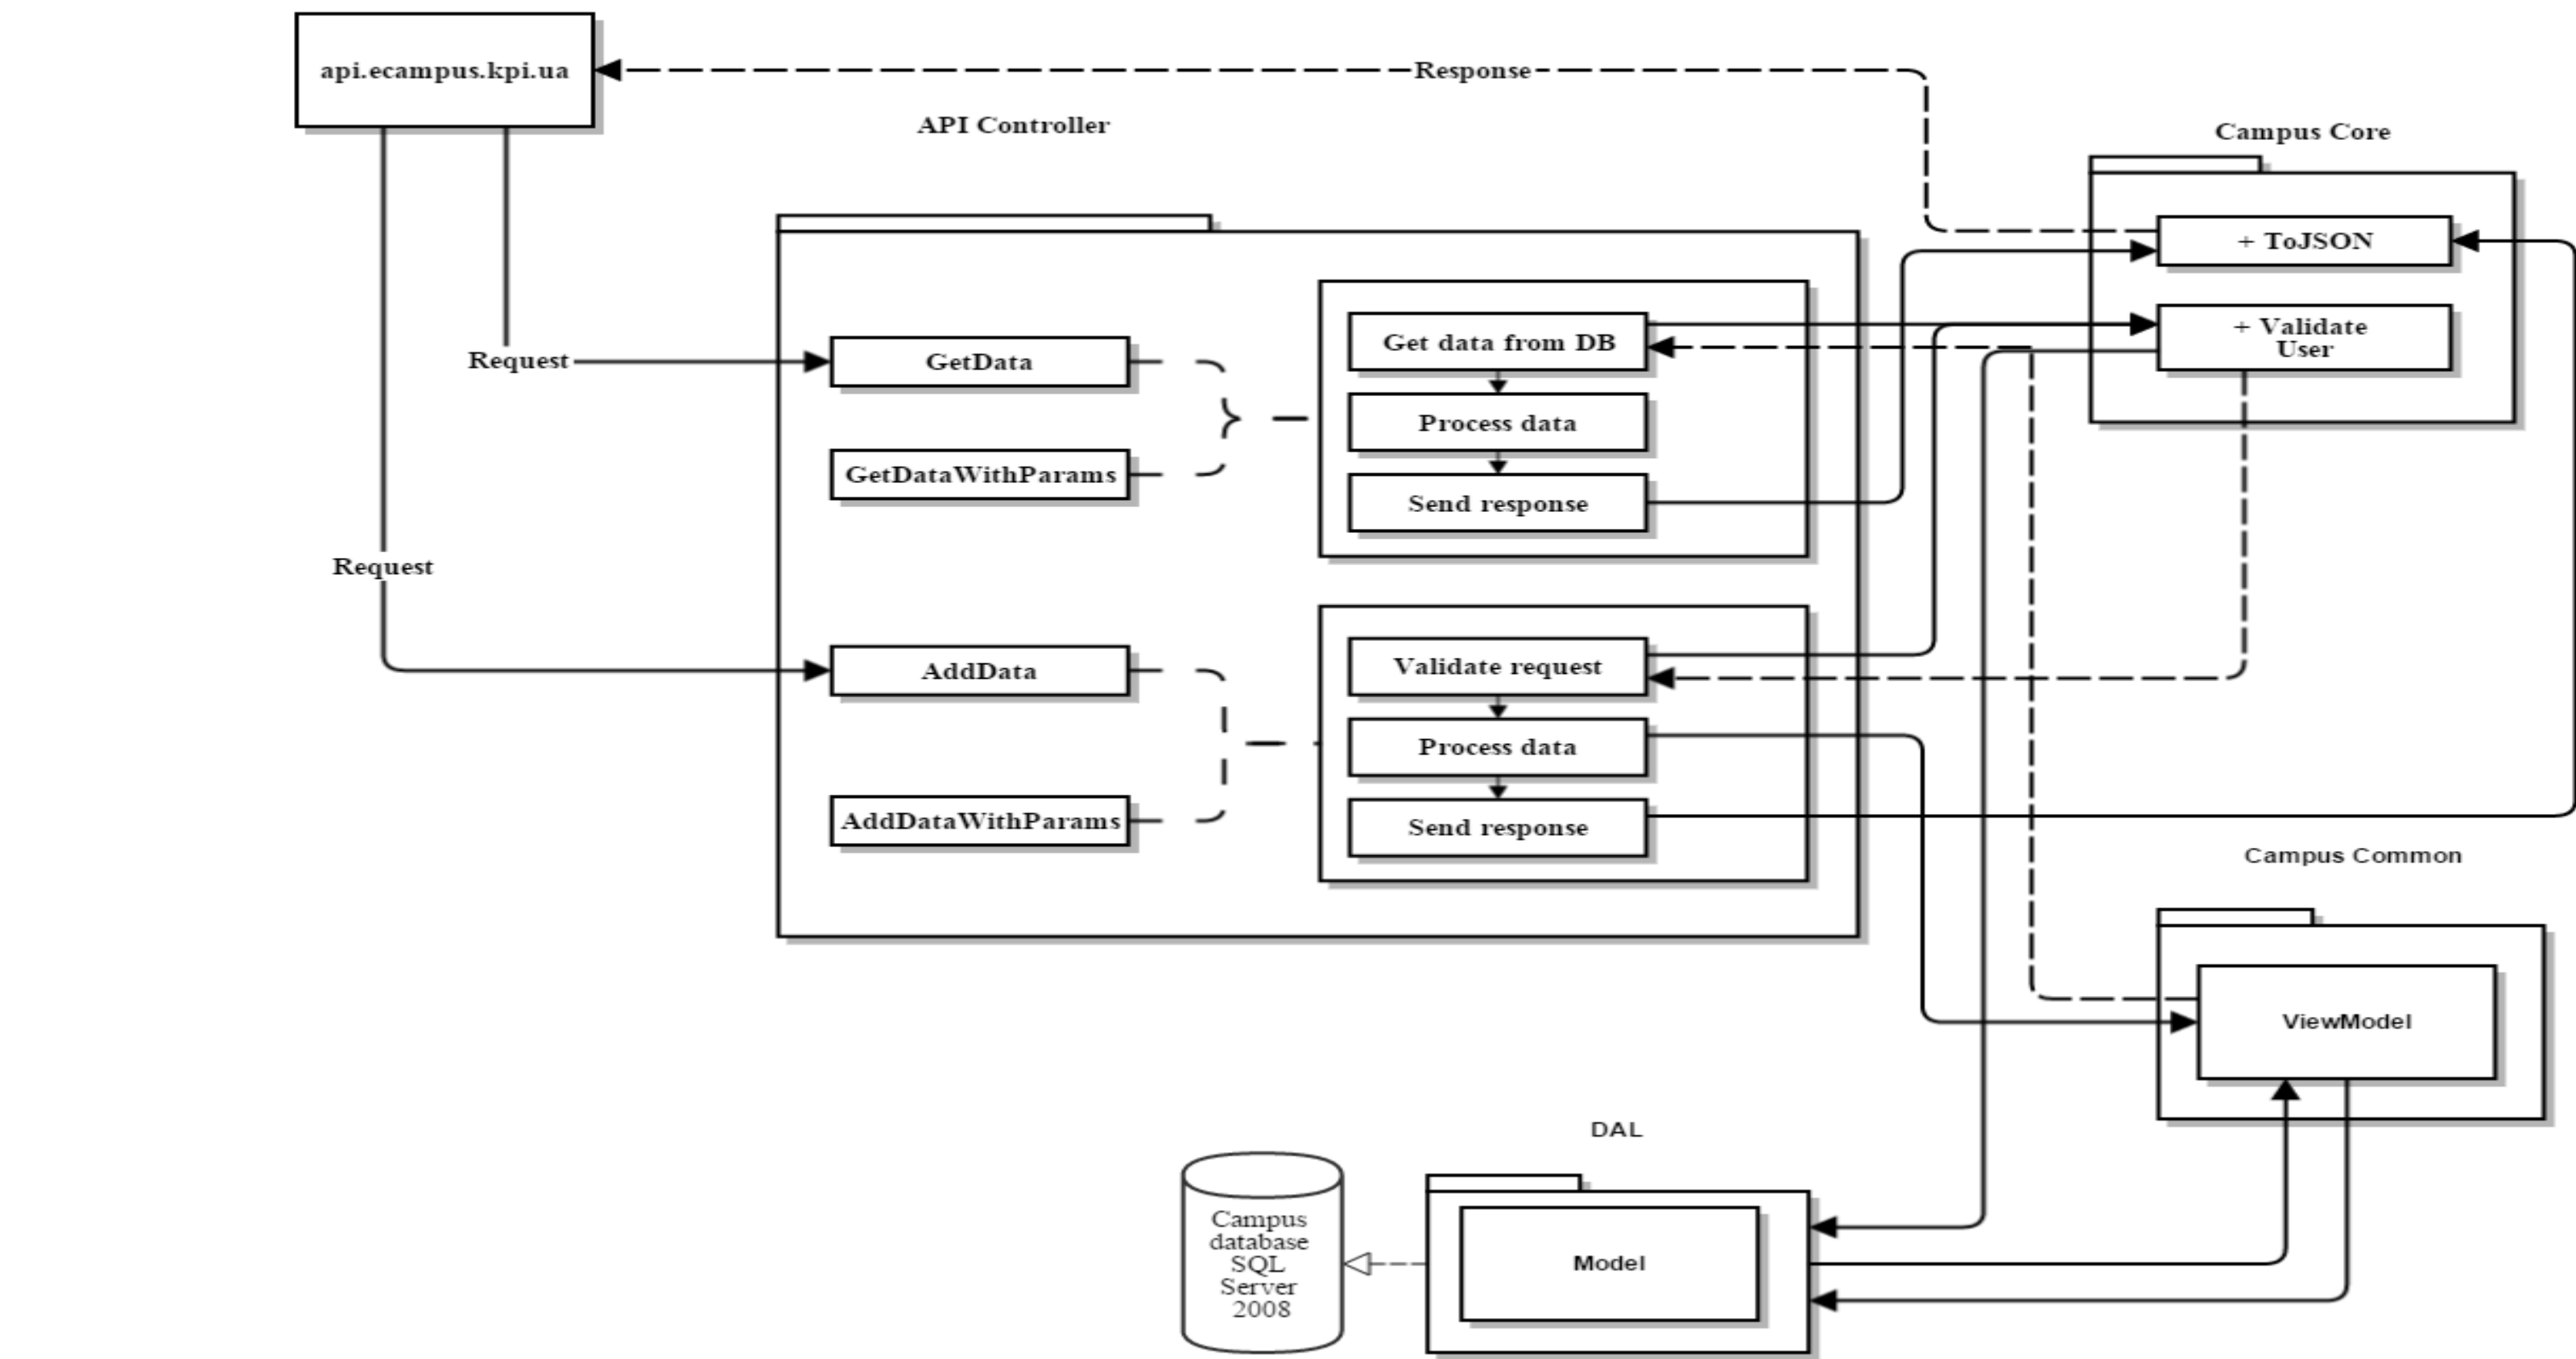 api.ecampus.kpi.ua
Response
API Controller
Campus Core
+ ToJSON
+ Validate
User
Request
GetData
GetDataWithParams
Get data from DB
Process data
Send response
Request
AddData
AddDataWithParams
Validate request
Process data
Send response
Campus Common
ViewModel
DAL
Model
Campus
database
SQL
Server
2008